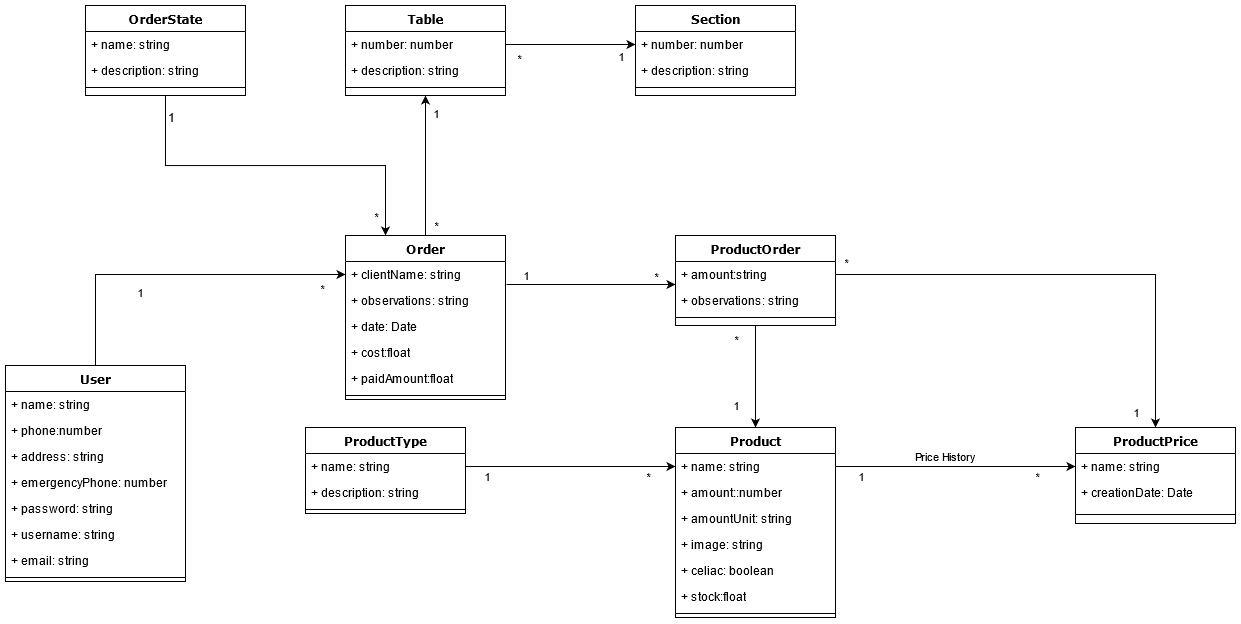 OrderState
+ name: string
+ description: string
Table
+ number: number
+ description: string
Section
+ number: number
+ description: string
*
1
1
1
*
*
Order
+ clientName: string
+ observations: string
+ date: Date
+ cost:float
+ paidAmount:float
ProductOrder
+ amount:string
+ observations: string
1
*
1
*
*
*
1
1
User
+ name: string
+ phone:number
+ address: string
+ emergencyPhone: number
+ password: string
+ username: string
+ email: string
ProductType
+ name: string
+ description: string
1
*
Product
+ name: string
+ amount::number
+ amountUnit: string
+ image: string
+ celiac: boolean
+ stock:float
Price History
1
*
ProductPrice
+ name: string
+ creationDate: Date